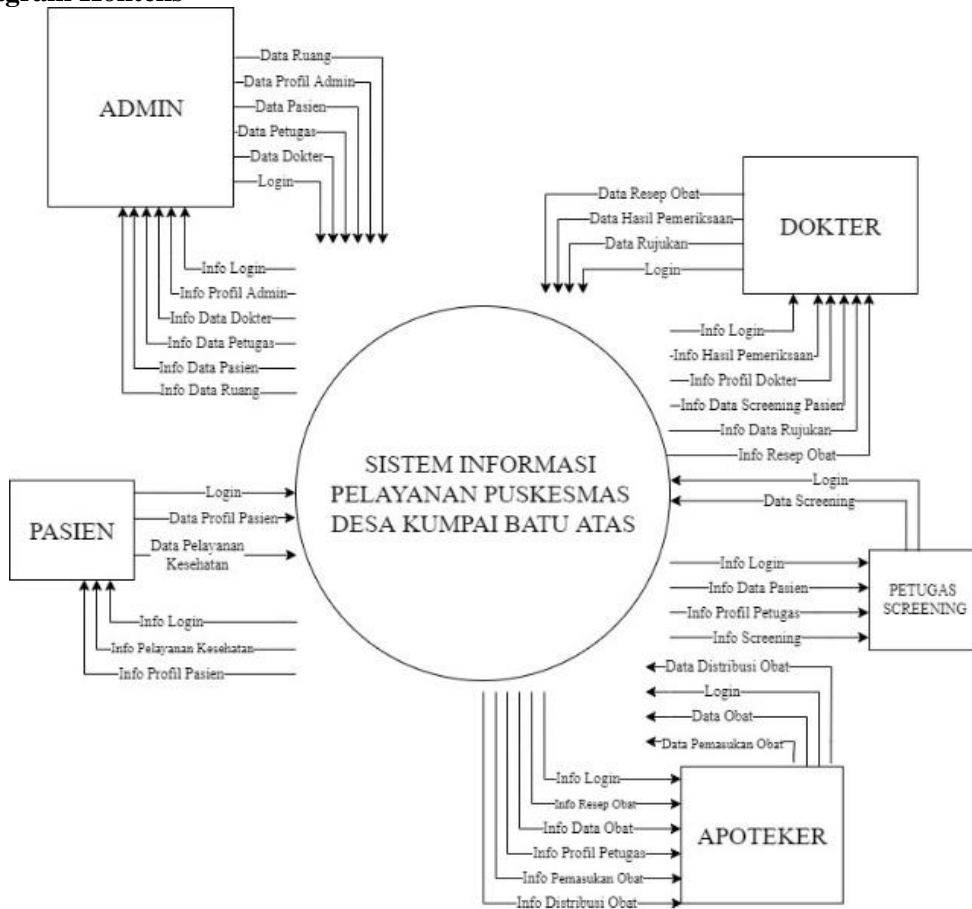 ADMIN
Data Ruang
Data Profil Admin
Data Pasien
Data Petugas
Data Dokter
Login
Info Login
Info Profil Admin
Info Data Dokter
Info Data Petugas
Info Data Pasien
Info Data Ruang
DOKTER
Data Resep Obat
Data Hasil Pemeriksaan
Data Rujukan
Login
Info Login
Info Hasil Pemeriksaan
Info Profil Dokter
Info Data Screening Pasien
Info Data Rujukan
Info Resep Obat
SISTEM INFORMASI
PELAYANAN PUSKESMAS
DESA KUMPAI BATU ATAS
PASIEN
Login
Data Profil Pasien
Data Pelayanan
Kesehatan
Info Login
Info Pelayanan Kesehatan
Info Profil Pasien
Login
Data Screening
PETUGAS
SCREENING
Info Login
Info Data Pasien
Info Profil Petugas
Info Screening
Data Distribusi Obat
Login
Data Obat
Data Pemasukan Obat
APOTEKER
Info Login
Info Resep Obat
Info Data Obat
Info Profil Petugas
Info Pemasukan Obat
Info Distribusi Obat